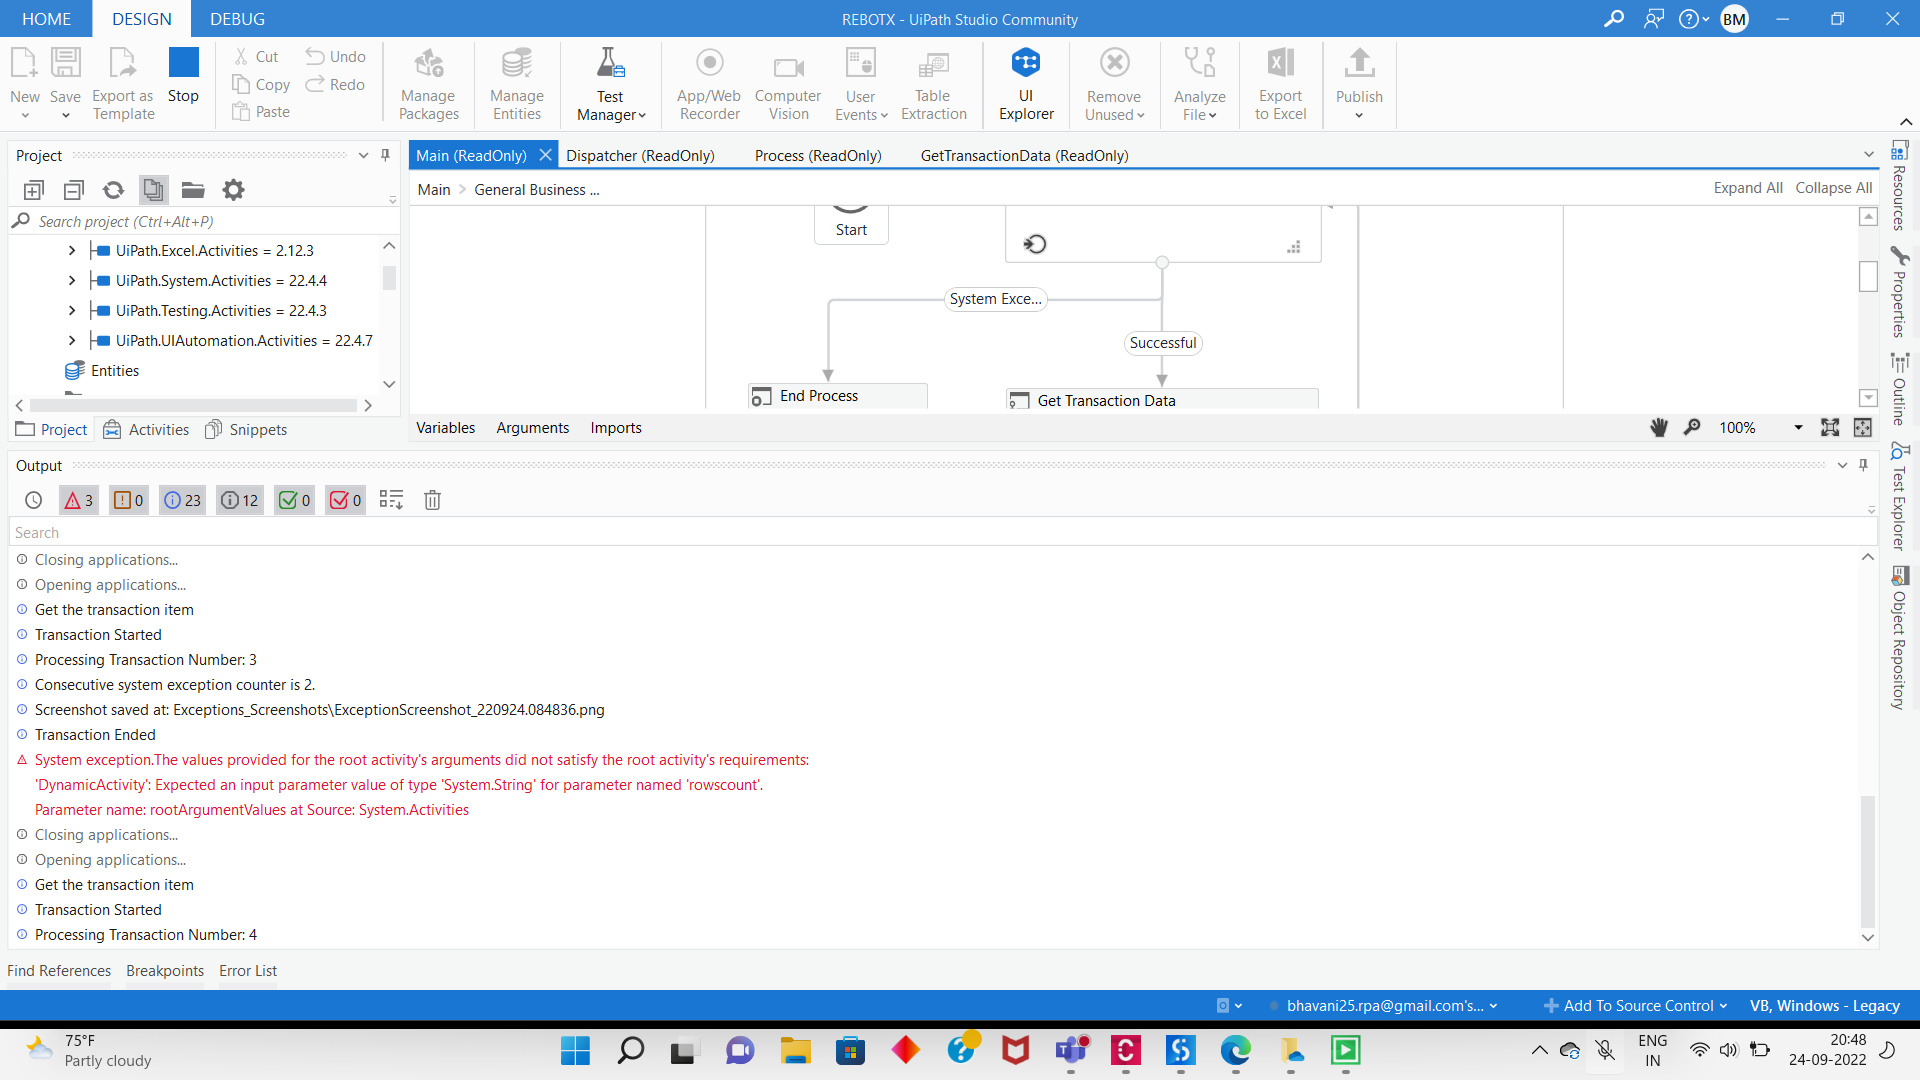 HOME
DESIGN
DEBUG
REBOTX - UiPath Studio Community
BM
New
Save
Export as
Template
Stop
Cut
Copy
Paste
Undo
Redo
Manage
Packages
Manage
Entities
Test
Manager
App/Web
Recorder
Computer
Vision
User
Events
Table
Extraction
UI
Explorer
Remove
Unused
Analyze
File
Export
to Excel
Publish
Project
Search project (Ctrl+Alt+P)
UiPath.Excel.Activities = 2.12.3
UiPath.System.Activities = 22.4.4
UiPath.Testing.Activities = 22.4.3
UiPath.UIAutomation.Activities = 22.4.7
Entities
Project
Activities
Snippets
Main (ReadOnly)
Dispatcher (ReadOnly)
Process (ReadOnly)
GetTransactionData (ReadOnly)
Main > General Business ...
Expand All
Collapse All
Start
System Exce...
Successful
End Process
Get Transaction Data
Variables
Arguments
Imports
100%
Resources
Properties
Outline
Test Explorer
Object Repository
Output
3
0
23
12
0
0
Search
Closing applications...
Opening applications...
Get the transaction item
Transaction Started
Processing Transaction Number: 3
Consecutive system exception counter is 2.
Screenshot saved at: Exceptions_Screenshots\ExceptionScreenshot_220924.084836.png
Transaction Ended
System exception.The values provided for the root activity's arguments did not satisfy the root activity's requirements:
'DynamicActivity': Expected an input parameter value of type 'System.String' for parameter named 'rowscount'.
Parameter name: rootArgumentValues at Source: System.Activities
Closing applications...
Opening applications...
Get the transaction item
Transaction Started
Processing Transaction Number: 4
Find References
Breakpoints
Error List
bhavani25.rpa@gmail.com's...
Add To Source Control
VB, Windows - Legacy
75°F
Partly cloudy
ENG
IN
20:48
24-09-2022